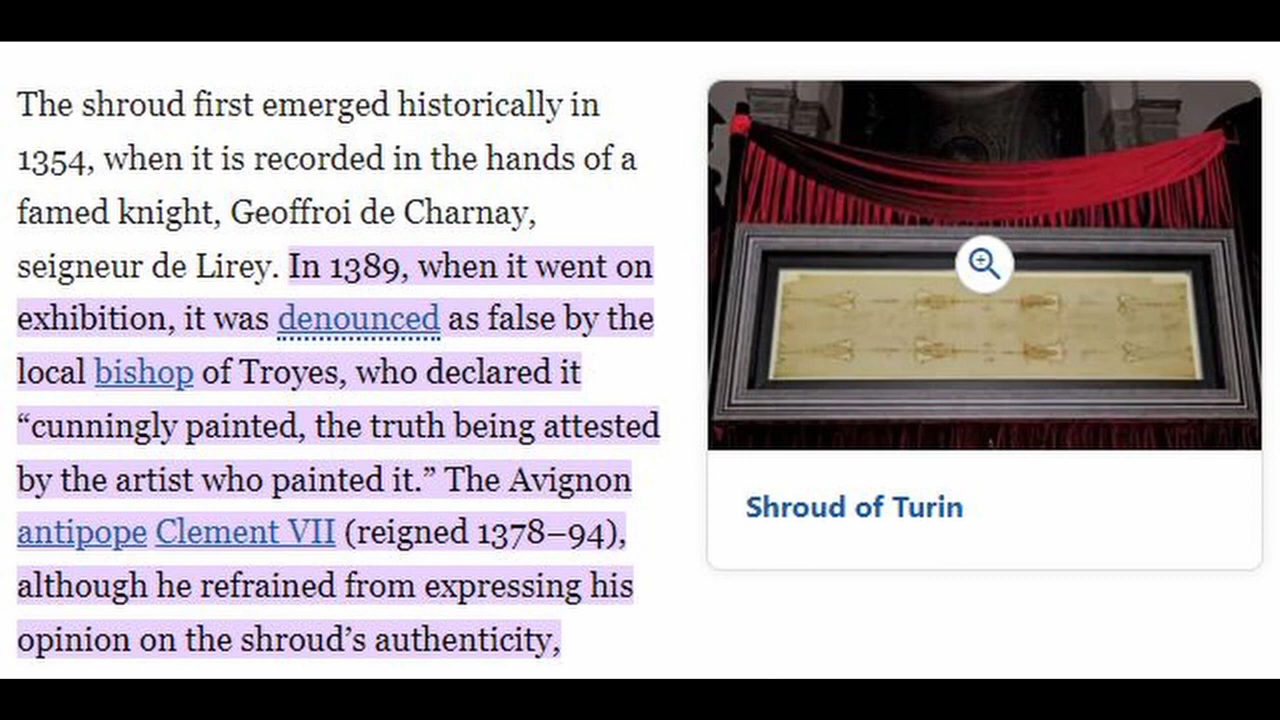 The shroud first emerged historically in
1354, when it is recorded in the hands of a
famed knight, Geoffroi de Charnay,
seigneur de Lirey. In 1389, when it went on
exhibition, it was denounced as false by the
local bishop of Troyes, who declared it
“cunningly painted, the truth being attested
by the artist who painted it.” The Avignon
antipope Clement VII (reigned 1378–94),
although he refrained from expressing his
opinion on the shroud’s authenticity,
Shroud of Turin